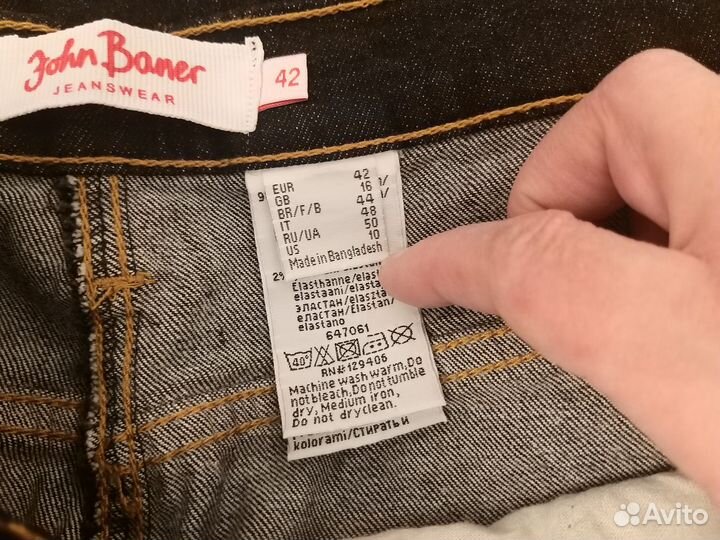 John Baner
JEANSWEAR
42
EUR 42
GB 16
BR/F/B 44
IT 48
RU/UA 50
US 10
Made in Bangladesh
Elasthanne/elast
elastaani/elasta
эластан/elaszta
еластан/Elastan/
elastano
647061
40°
RN#129406
Machine wash warm, Do
not bleach, Do not tumble
dry, Medium iron,
Do not dryclean.
kolorami/Стирать и
Avito